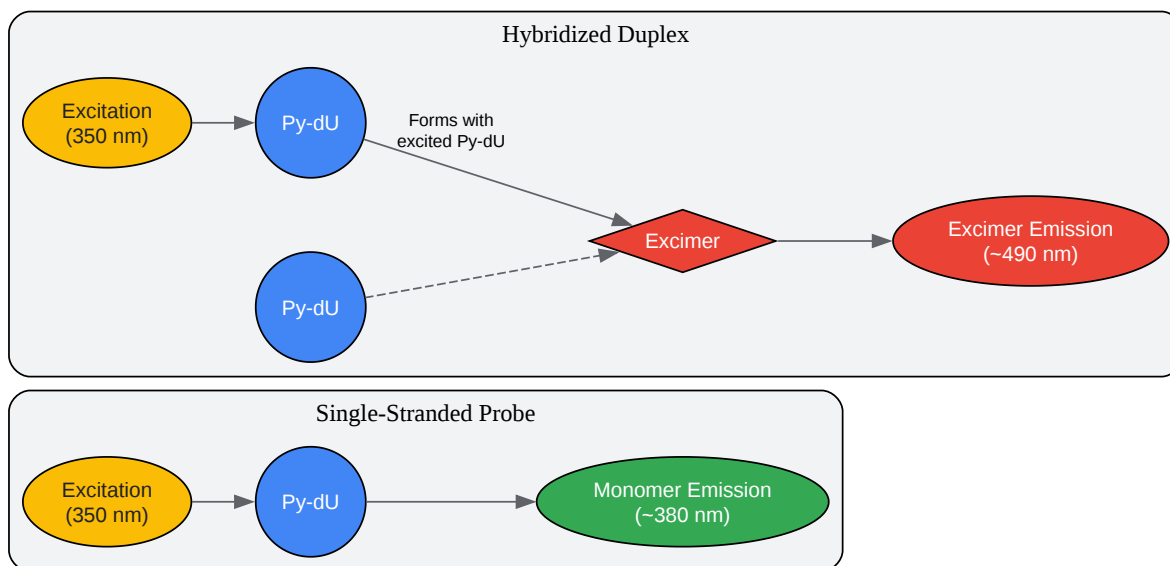 Hybridized Duplex
Excitation
(350 nm)
Py-dU
Forms with
excited Py-dU
Py-dU
Excimer
Excimer Emission
(~490 nm)
Single-Stranded Probe
Excitation
(350 nm)
Py-dU
Monomer Emission
(~380 nm)